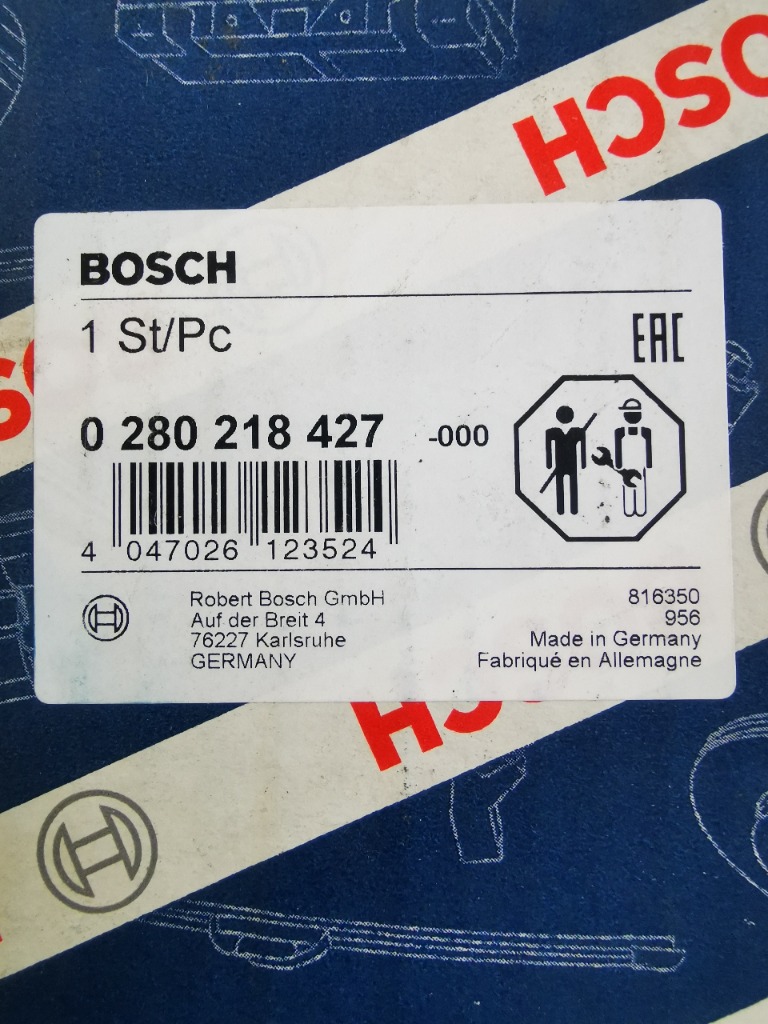 BOSCH
BOSCH
1 St/Pc
EAC
0 280 218 427 -000
4 047026 123524
Robert Bosch GmbH
Auf der Breit 4
76227 Karlsruhe
GERMANY
816350
956
Made in Germany
Fabriqué en Allemagne